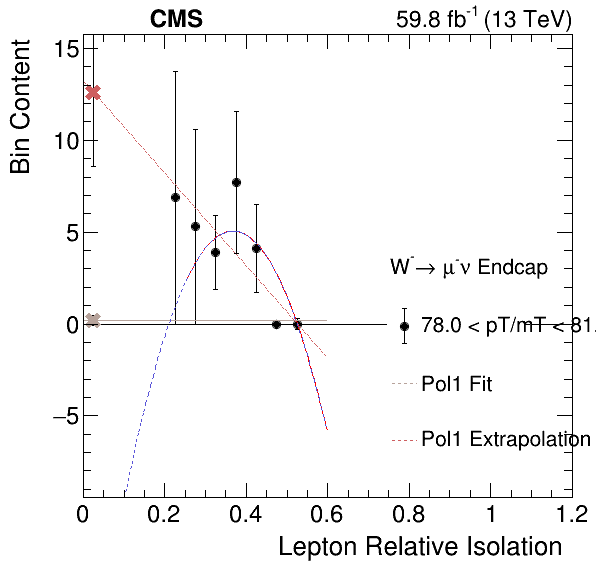 CMS 59.8 fb⁻¹ (13 TeV)
Bin Content
15
10
5
0
−5
W⁻→ μ⁻ν Endcap
78.0 < pT/mT < 81.
Pol1 Fit
Pol1 Extrapolation
0 0.2 0.4 0.6 0.8 1 1.2
Lepton Relative Isolation